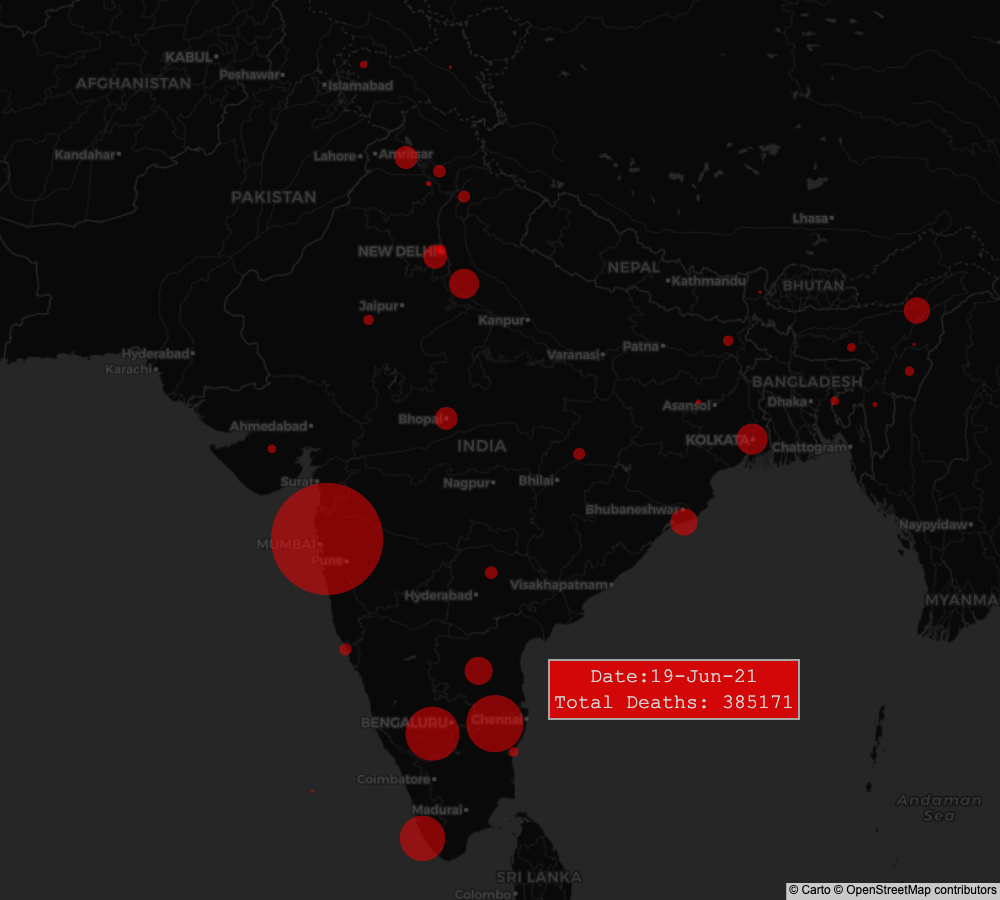 KABUL
Peshawar
AFGHANISTAN
Islamabad
Kandahar
Lahore
Amritsar
PAKISTAN
Lhasa
NEW DELHI
NEPAL
Kathmandu
BHUTAN
Jaipur
Kanpur
Hyderabad
Varanasi
Patna
Karachi
BANGLADESH
Asansol
Dhaka
Bhopal
Ahmedabad
INDIA
KOLKATA
Chattogram
Surat
Nagpur
Bhilai
Bhubaneshwar
Naypyidaw
MUMBAI
Pune
Hyderabad
Visakhapatnam
MYANMA
Date:19-Jun-21
Total Deaths: 385171
BENGALURU
Chennai
Coimbatore
Madurai
Andaman
Sea
SRI LANKA
Colombo
© Carto © OpenStreetMap contributors